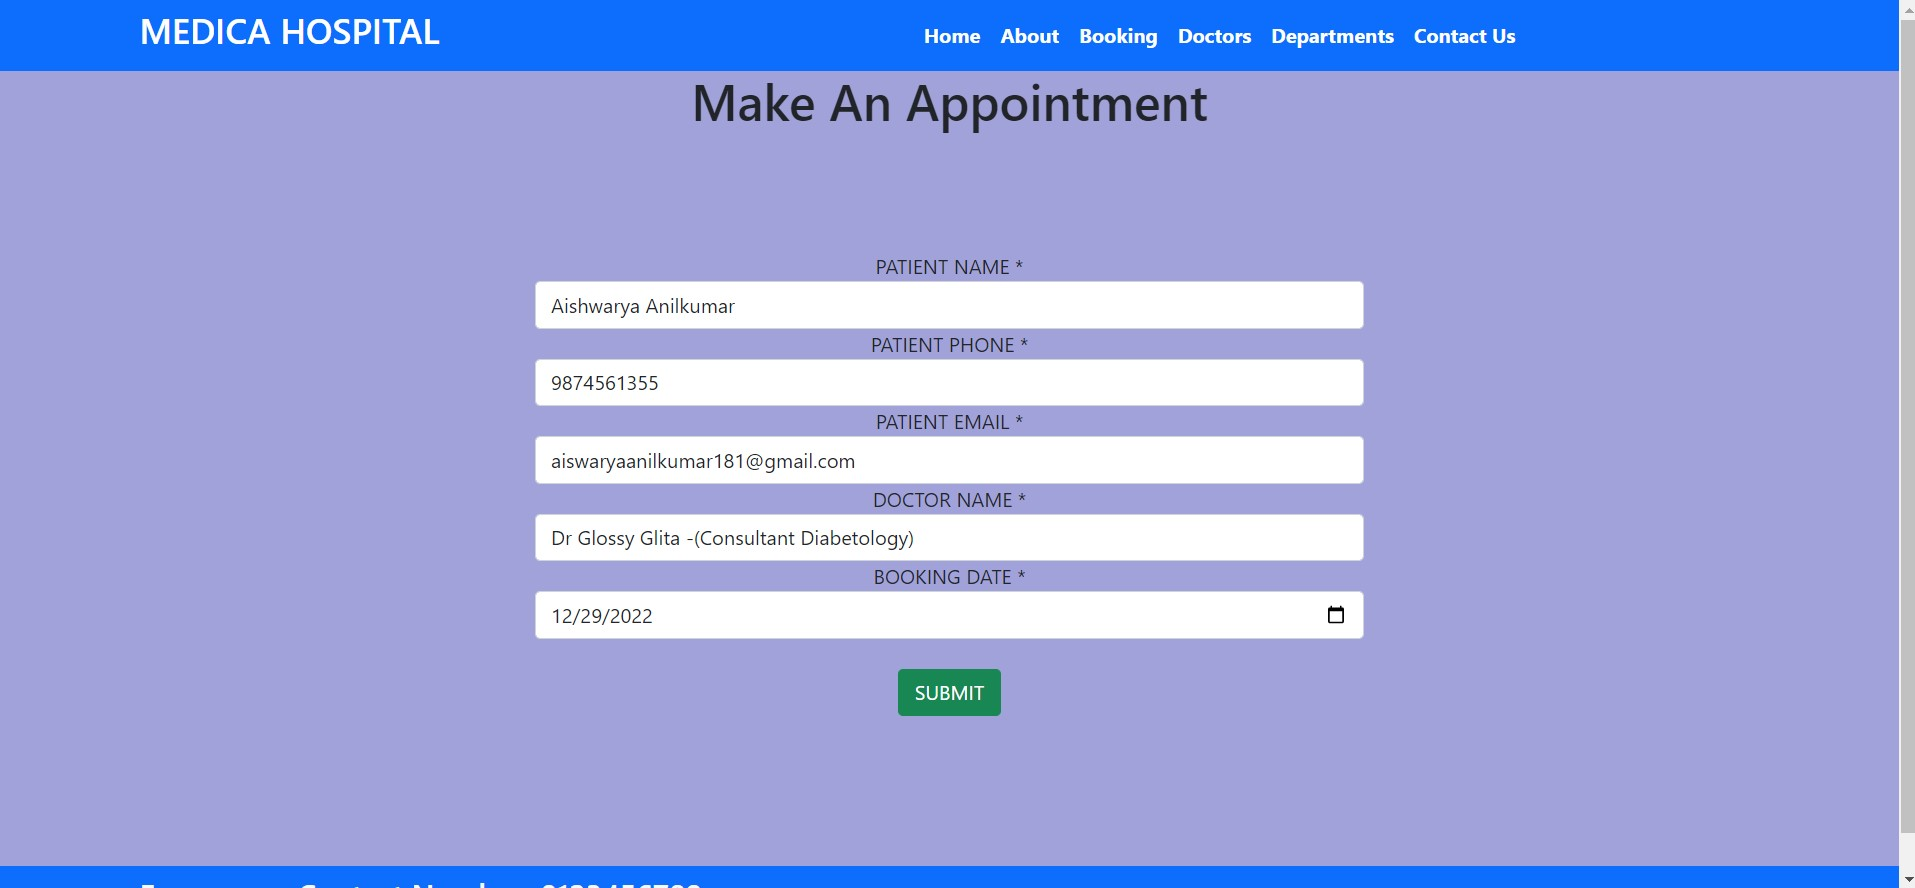 MEDICA HOSPITAL
Home About Booking Doctors Departments Contact Us
Make An Appointment
PATIENT NAME *
Aishwarya Anilkumar
PATIENT PHONE *
9874561355
PATIENT EMAIL *
aiswaryaanilkumar181@gmail.com
DOCTOR NAME *
Dr Glossy Glita -(Consultant Diabetology)
BOOKING DATE *
12/29/2022
SUBMIT